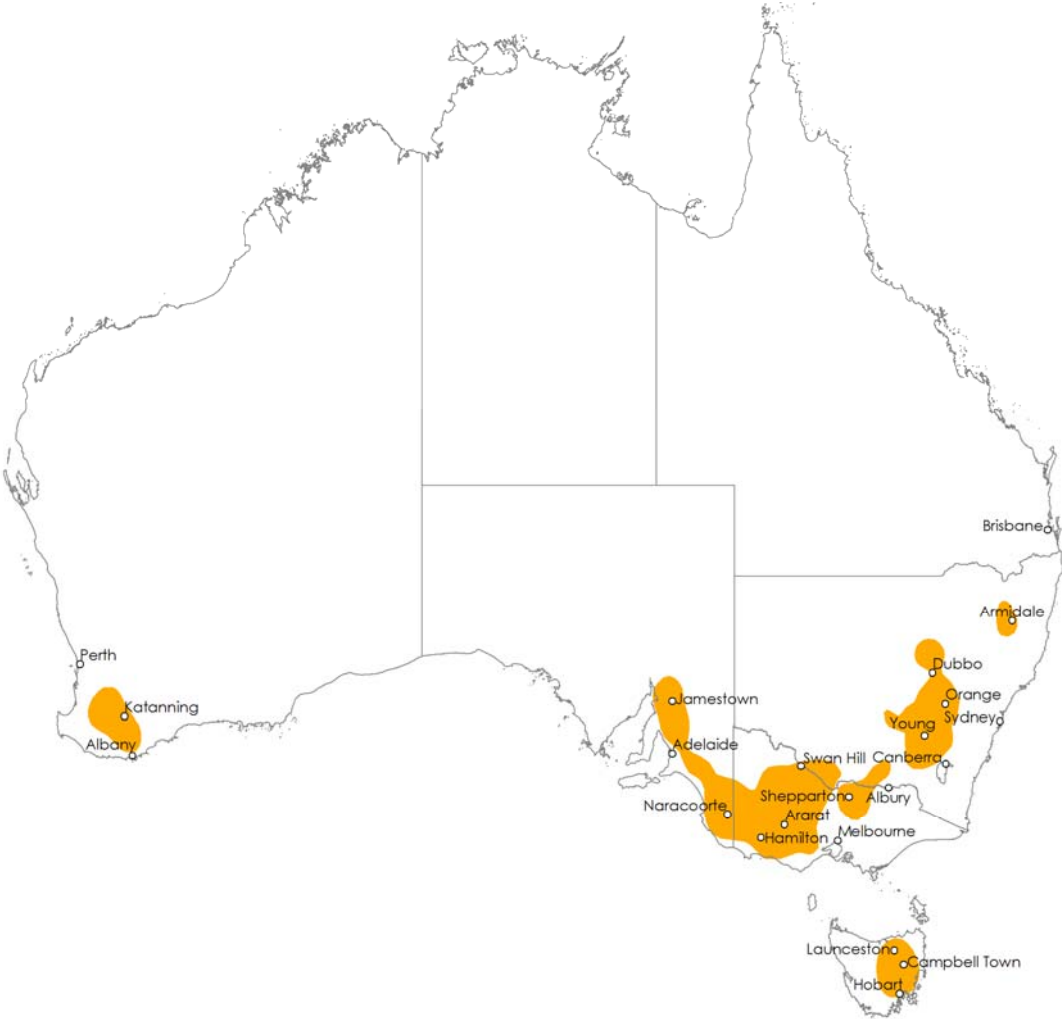 Brisbane
Armidale
Perth
Dubbo
Orange
Jamestown
Katanning
Sydney
Young
Albany
Adelaide
Canberra
Swan Hill
Shepparton
Albury
Naracoorte
Ararat
Melbourne
Hamilton
Launceston
Campbell Town
Hobart